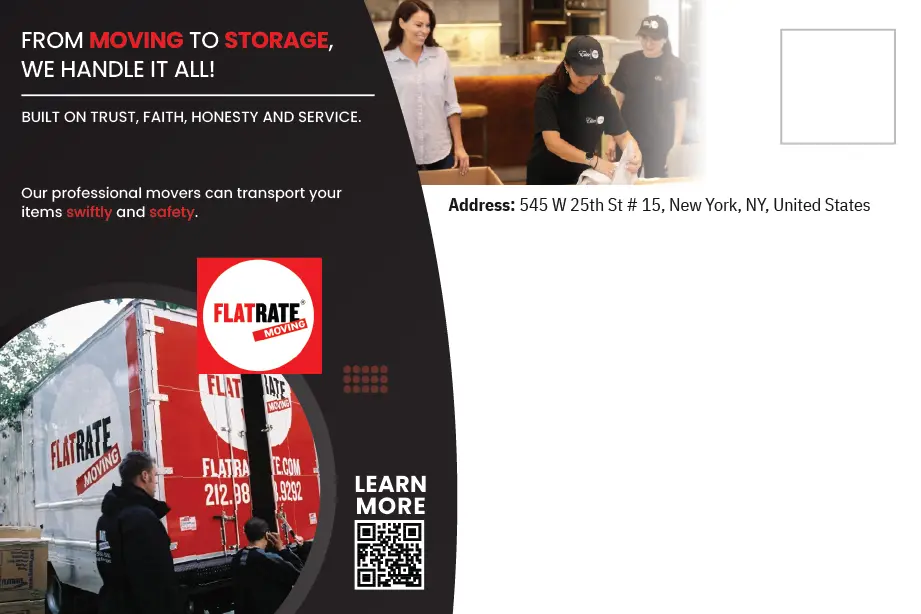 FROM MOVING TO STORAGE,
WE HANDLE IT ALL!
BUILT ON TRUST, FAITH, HONESTY AND SERVICE.
Our professional movers can transport your
items swiftly and safety.
Address: 545 W 25th St # 15, New York, NY, United States
FLATRATE®
MOVING
FLATRATE
MOVING
MOVING
LEARN
MORE